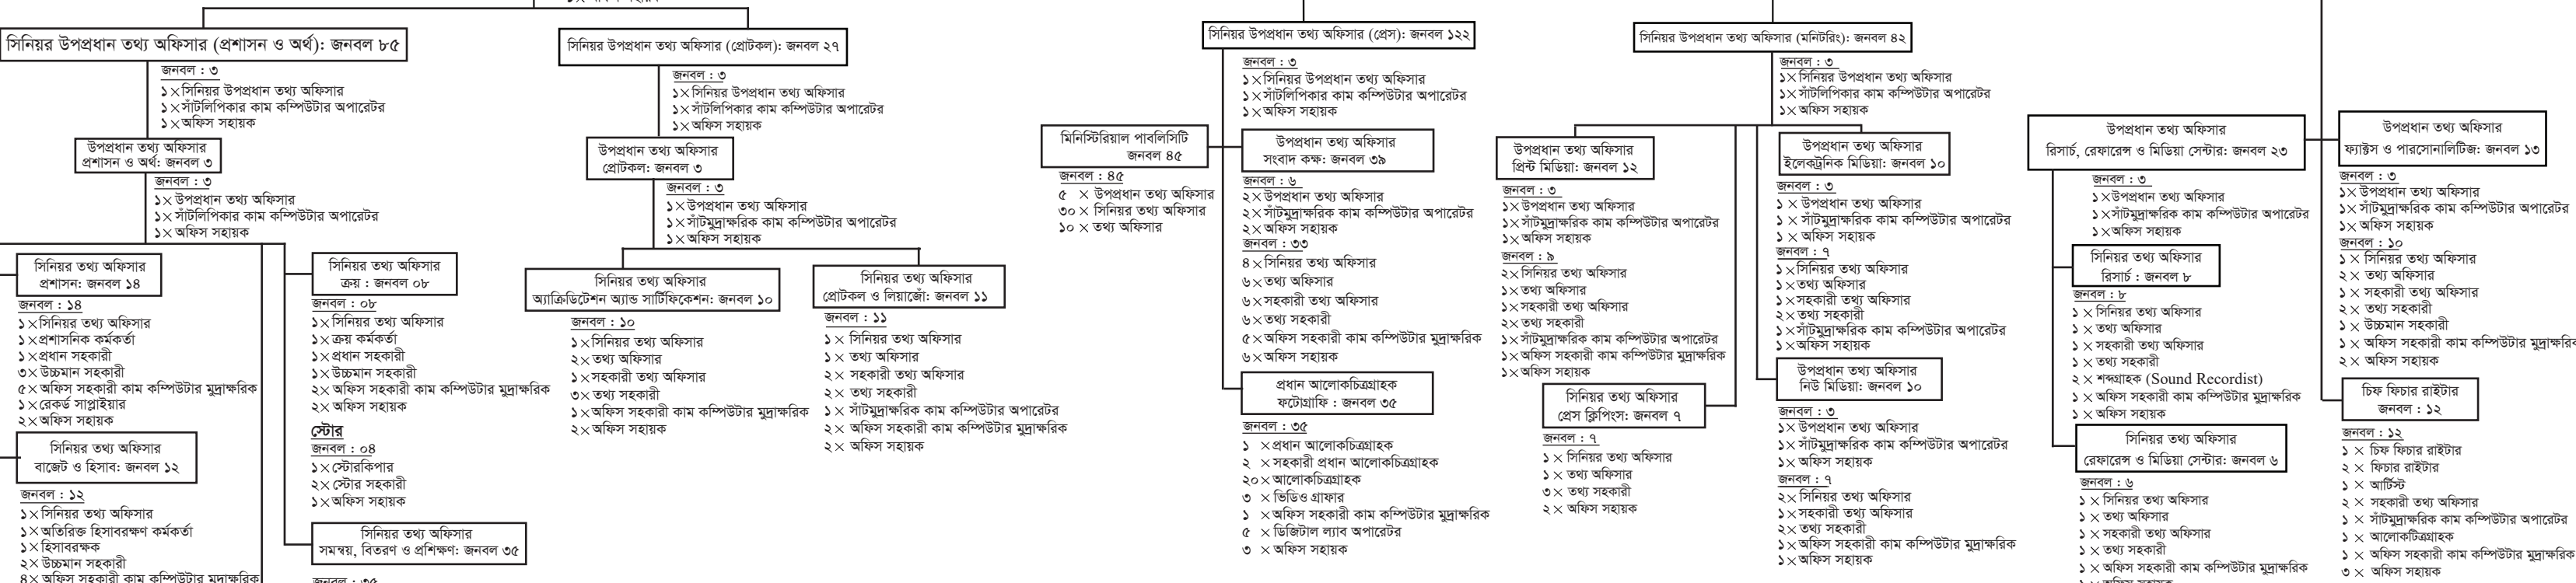 সিনিয়র উপপ্রধান তথ্য অফিসার (প্রশাসন ও অর্থ): জনবল ৮৫
জনবল : ৩
১×সিনিয়র উপপ্রধান তথ্য অফিসার
১×সাঁটলিপিকার কাম কম্পিউটার অপারেটর
১×অফিস সহায়ক
উপপ্রধান তথ্য অফিসার
প্রশাসন ও অর্থ: জনবল ৩
জনবল : ৩
১×উপপ্রধান তথ্য অফিসার
১×সাঁটলিপিকার কাম কম্পিউটার অপারেটর
১×অফিস সহায়ক
সিনিয়র তথ্য অফিসার
প্রশাসন: জনবল ১৪
জনবল : ১৪
১×সিনিয়র তথ্য অফিসার
১×প্রশাসনিক কর্মকর্তা
১×প্রধান সহকারী
৩×উচ্চমান সহকারী
৫×অফিস সহকারী কাম কম্পিউটার মুদ্রাক্ষরিক
১×রেকর্ড সাপ্লাইয়ার
২×অফিস সহায়ক
সিনিয়র তথ্য অফিসার
বাজেট ও হিসাব: জনবল ১২
জনবল : ১২
১×সিনিয়র তথ্য অফিসার
১×অতিরিক্ত হিসাবরক্ষণ কর্মকর্তা
১×হিসাবরক্ষক
২×উচ্চমান সহকারী
৪×অফিস সহকারী কাম কম্পিউটার মুদ্রাক্ষরিক
সিনিয়র তথ্য অফিসার
ক্রয় : জনবল ০৮
জনবল : ০৮
১×সিনিয়র তথ্য অফিসার
১×ক্রয় কর্মকর্তা
১×প্রধান সহকারী
১×উচ্চমান সহকারী
২×অফিস সহকারী কাম কম্পিউটার মুদ্রাক্ষরিক
২×অফিস সহায়ক
স্টোর
জনবল : ০৪
১×স্টোরকিপার
২×স্টোর সহকারী
১×অফিস সহায়ক
সিনিয়র তথ্য অফিসার
সমন্বয়, বিতরণ ও প্রশিক্ষণ: জনবল ৩৫
জনবল : ৩৫
সিনিয়র উপপ্রধান তথ্য অফিসার (প্রোটকল): জনবল ২৭
জনবল : ৩
১×সিনিয়র উপপ্রধান তথ্য অফিসার
১×সাঁটলিপিকার কাম কম্পিউটার অপারেটর
১×অফিস সহায়ক
উপপ্রধান তথ্য অফিসার
প্রোটকল: জনবল ৩
জনবল : ৩
১×উপপ্রধান তথ্য অফিসার
১×সাঁটমুদ্রাক্ষরিক কাম কম্পিউটার অপারেটর
১×অফিস সহায়ক
সিনিয়র তথ্য অফিসার
অ্যাক্রিডিটেশন অ্যান্ড সার্টিফিকেশন: জনবল ১০
জনবল : ১০
১×সিনিয়র তথ্য অফিসার
২×তথ্য অফিসার
১×সহকারী তথ্য অফিসার
৩×তথ্য সহকারী
১×অফিস সহকারী কাম কম্পিউটার মুদ্রাক্ষরিক
২×অফিস সহায়ক
সিনিয়র তথ্য অফিসার
প্রোটকল ও লিয়াজোঁ: জনবল ১১
জনবল : ১১
১× সিনিয়র তথ্য অফিসার
১× তথ্য অফিসার
২× সহকারী তথ্য অফিসার
২× তথ্য সহকারী
১× সাঁটমুদ্রাক্ষরিক কাম কম্পিউটার অপারেটর
২× অফিস সহকারী কাম কম্পিউটার মুদ্রাক্ষরিক
২× অফিস সহায়ক
সিনিয়র উপপ্রধান তথ্য অফিসার (প্রেস): জনবল ১২২
জনবল : ৩
১×সিনিয়র উপপ্রধান তথ্য অফিসার
১×সাঁটলিপিকার কাম কম্পিউটার অপারেটর
১×অফিস সহায়ক
মিনিস্টিরিয়াল পাবলিসিটি
জনবল ৪৫
জনবল : ৪৫
৫ × উপপ্রধান তথ্য অফিসার
৩০ × সিনিয়র তথ্য অফিসার
১০ × তথ্য অফিসার
উপপ্রধান তথ্য অফিসার
সংবাদ কক্ষ: জনবল ৩৯
জনবল : ৬
২×উপপ্রধান তথ্য অফিসার
২×সাঁটমুদ্রাক্ষরিক কাম কম্পিউটার অপারেটর
২×অফিস সহায়ক
জনবল : ৩৩
৪×সিনিয়র তথ্য অফিসার
৬×তথ্য অফিসার
৬×সহকারী তথ্য অফিসার
৬×তথ্য সহকারী
৫×অফিস সহকারী কাম কম্পিউটার মুদ্রাক্ষরিক
৬×অফিস সহায়ক
প্রধান আলোকচিত্রগ্রাহক
ফটোগ্রাফি : জনবল ৩৫
জনবল : ৩৫
১ ×প্রধান আলোকচিত্রগ্রাহক
২ ×সহকারী প্রধান আলোকচিত্রগ্রাহক
২০×আলোকচিত্রগ্রাহক
৩ ×ভিডিও গ্রাফার
১ ×অফিস সহকারী কাম কম্পিউটার মুদ্রাক্ষরিক
৫ × ডিজিটাল ল্যাব অপারেটর
৩ ×অফিস সহায়ক
সিনিয়র উপপ্রধান তথ্য অফিসার (মনিটরিং): জনবল ৪২
জনবল : ৩
১×সিনিয়র উপপ্রধান তথ্য অফিসার
১×সাঁটলিপিকার কাম কম্পিউটার অপারেটর
১×অফিস সহায়ক
উপপ্রধান তথ্য অফিসার
প্রিন্ট মিডিয়া: জনবল ১২
জনবল : ৩
১×উপপ্রধান তথ্য অফিসার
১×সাঁটমুদ্রাক্ষরিক কাম কম্পিউটার অপারেটর
১×অফিস সহায়ক
জনবল : ৯
২×সিনিয়র তথ্য অফিসার
১×তথ্য অফিসার
১×সহকারী তথ্য অফিসার
২×তথ্য সহকারী
১×সাঁটমুদ্রাক্ষরিক কাম কম্পিউটার অপারেটর
১×অফিস সহকারী কাম কম্পিউটার মুদ্রাক্ষরিক
১×অফিস সহায়ক
সিনিয়র তথ্য অফিসার
প্রেস ক্লিপিংস: জনবল ৭
জনবল : ৭
১ × সিনিয়র তথ্য অফিসার
১ × তথ্য অফিসার
৩× তথ্য সহকারী
২× অফিস সহায়ক
উপপ্রধান তথ্য অফিসার
ইলেকট্রনিক মিডিয়া: জনবল ১০
জনবল : ৩
১ × উপপ্রধান তথ্য অফিসার
১ × সাঁটমুদ্রাক্ষরিক কাম কম্পিউটার অপারেটর
১ × অফিস সহায়ক
জনবল : ৭
১×সিনিয়র তথ্য অফিসার
১×তথ্য অফিসার
১×সহকারী তথ্য অফিসার
২×তথ্য সহকারী
১×সাঁটমুদ্রাক্ষরিক কাম কম্পিউটার অপারেটর
১×অফিস সহায়ক
উপপ্রধান তথ্য অফিসার
নিউ মিডিয়া: জনবল ১০
জনবল : ৩
১×উপপ্রধান তথ্য অফিসার
১×সাঁটমুদ্রাক্ষরিক কাম কম্পিউটার অপারেটর
১×অফিস সহায়ক
জনবল : ৭
২×সিনিয়র তথ্য অফিসার
১×সহকারী তথ্য অফিসার
২×তথ্য সহকারী
১×অফিস সহকারী কাম কম্পিউটার মুদ্রাক্ষরিক
১×অফিস সহায়ক
উপপ্রধান তথ্য অফিসার
রিসার্চ, রেফারেন্স ও মিডিয়া সেন্টার: জনবল ২৩
জনবল : ৩
১×উপপ্রধান তথ্য অফিসার
১×সাঁটমুদ্রাক্ষরিক কাম কম্পিউটার অপারেটর
১×অফিস সহায়ক
সিনিয়র তথ্য অফিসার
রিসার্চ : জনবল ৮
জনবল : ৮
১ × সিনিয়র তথ্য অফিসার
১ × তথ্য অফিসার
১ × সহকারী তথ্য অফিসার
১ × তথ্য সহকারী
২ × শব্দগ্রাহক (Sound Recordist)
১ × অফিস সহকারী কাম কম্পিউটার মুদ্রাক্ষরিক
১ × অফিস সহায়ক
সিনিয়র তথ্য অফিসার
রেফারেন্স ও মিডিয়া সেন্টার: জনবল ৬
জনবল : ৬
১ × সিনিয়র তথ্য অফিসার
১ × তথ্য অফিসার
১ × সহকারী তথ্য অফিসার
১ × তথ্য সহকারী
১ × অফিস সহকারী কাম কম্পিউটার মুদ্রাক্ষরিক
উপপ্রধান তথ্য অফিসার
ফ্যাক্টস ও পারসোনালিটিজ: জনবল ১৩
জনবল : ৩
১×উপপ্রধান তথ্য অফিসার
১×সাঁটমুদ্রাক্ষরিক কাম কম্পিউটার অপারেটর
১× অফিস সহায়ক
জনবল : ১০
১ × সিনিয়র তথ্য অফিসার
২ × তথ্য অফিসার
১ × সহকারী তথ্য অফিসার
২ × তথ্য সহকারী
১ × উচ্চমান সহকারী
১ × অফিস সহকারী কাম কম্পিউটার মুদ্রাক্ষরিক
২ × অফিস সহায়ক
চিফ ফিচার রাইটার
জনবল : ১২
জনবল : ১২
১ × চিফ ফিচার রাইটার
২ × ফিচার রাইটার
১ × আর্টিস্ট
২ × সহকারী তথ্য অফিসার
১ × সাঁটমুদ্রাক্ষরিক কাম কম্পিউটার অপারেটর
১ × আলোকচিত্রগ্রাহক
১ × অফিস সহকারী কাম কম্পিউটার মুদ্রাক্ষরিক
৩ × অফিস সহায়ক